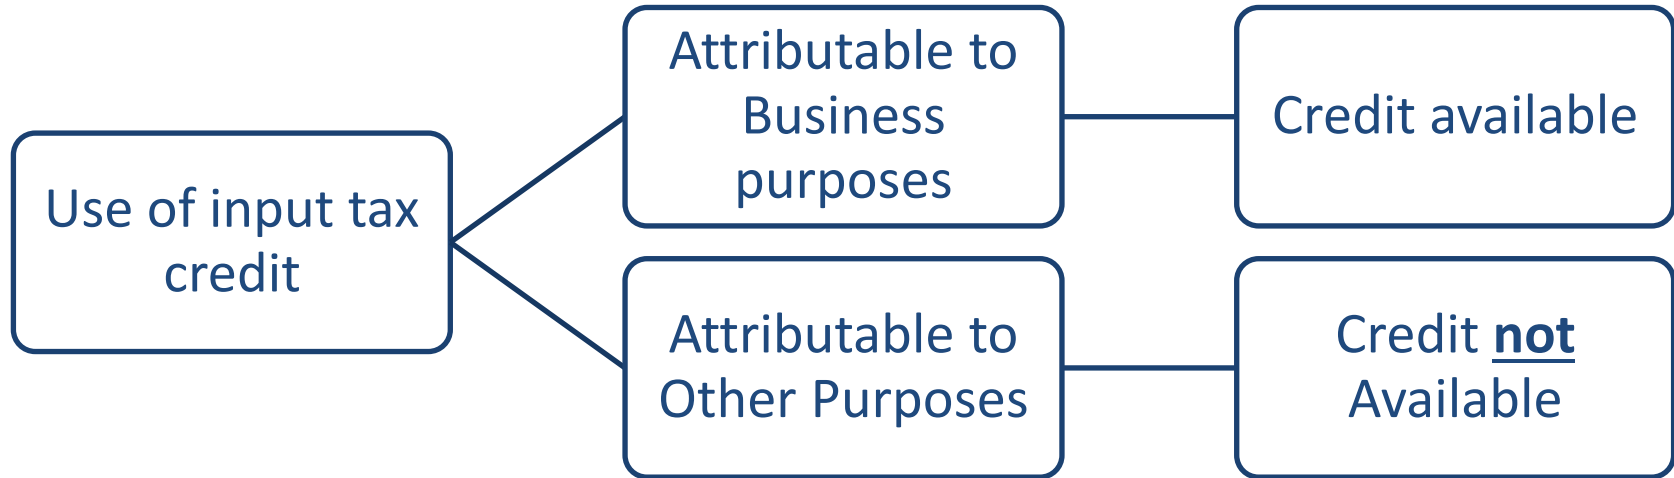 Use of input tax
credit
Attributable to
Business
purposes
Credit available
Attributable to
Other Purposes
Credit not
Available